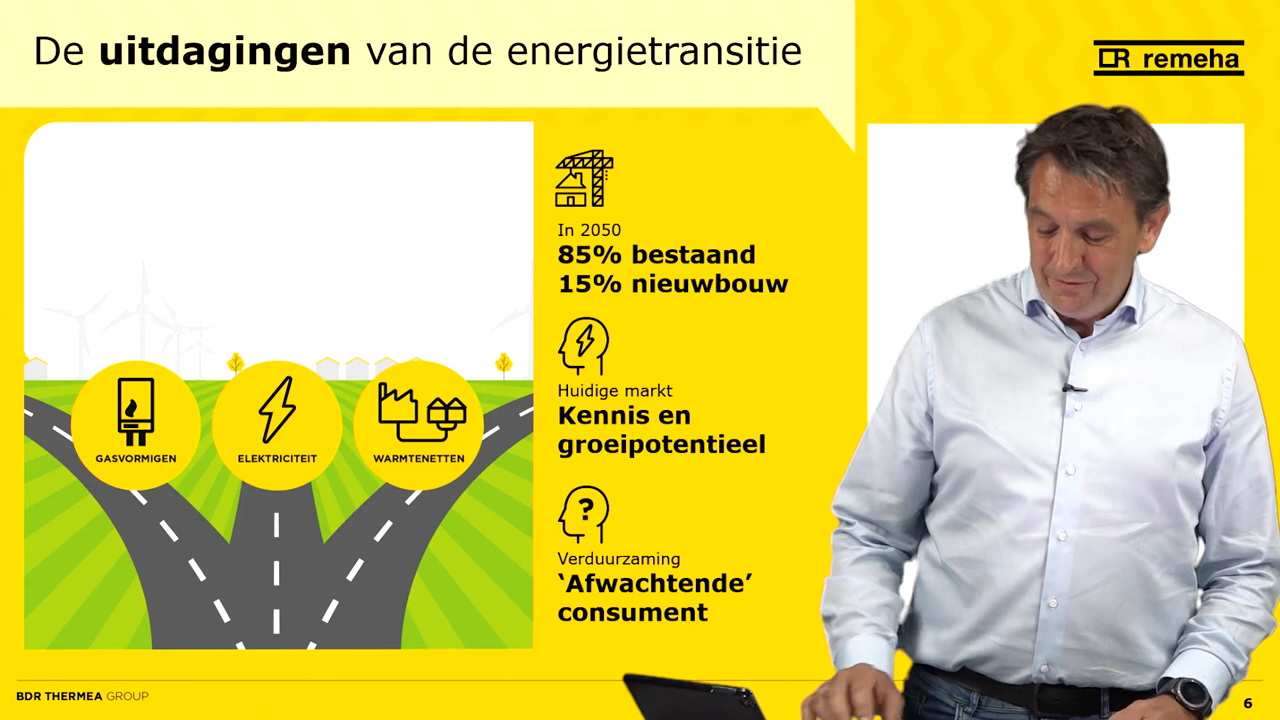 De uitdagingen van de energietransitie
remeha
In 2050
85% bestaand
15% nieuwbouw
Huidige markt
Kennis en
groeipotentieel
Verduurzaming
‘Afwachtende’
consument
GASVORMIGEN
ELEKTRICITEIT
WARMTENETTEN
BDR THERMEA GROUP
6